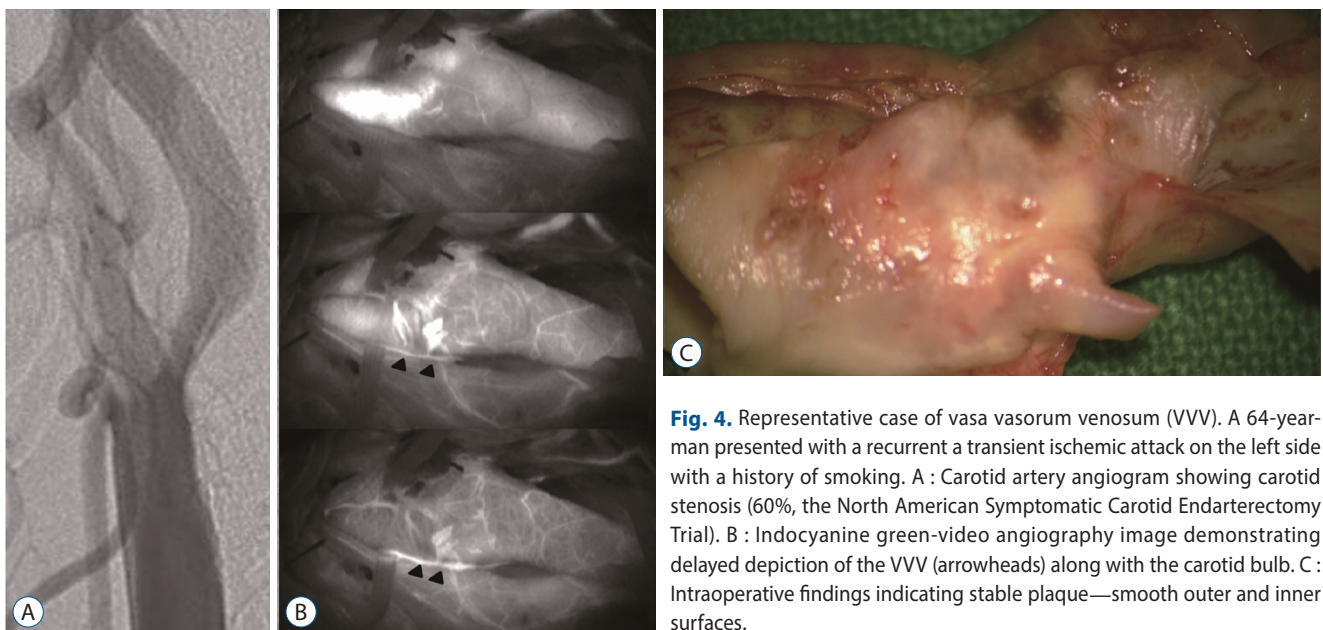 A
B
C
Fig. 4. Representative case of vasa vasorum venosum (VVV). A 64-year-
man presented with a recurrent a transient ischemic attack on the left side
with a history of smoking. A : Carotid artery angiogram showing carotid
stenosis (60%, the North American Symptomatic Carotid Endarterectomy
Trial). B : Indocyanine green-video angiography image demonstrating
delayed depiction of the VVV (arrowheads) along with the carotid bulb. C :
Intraoperative findings indicating stable plaque—smooth outer and inner
surfaces.